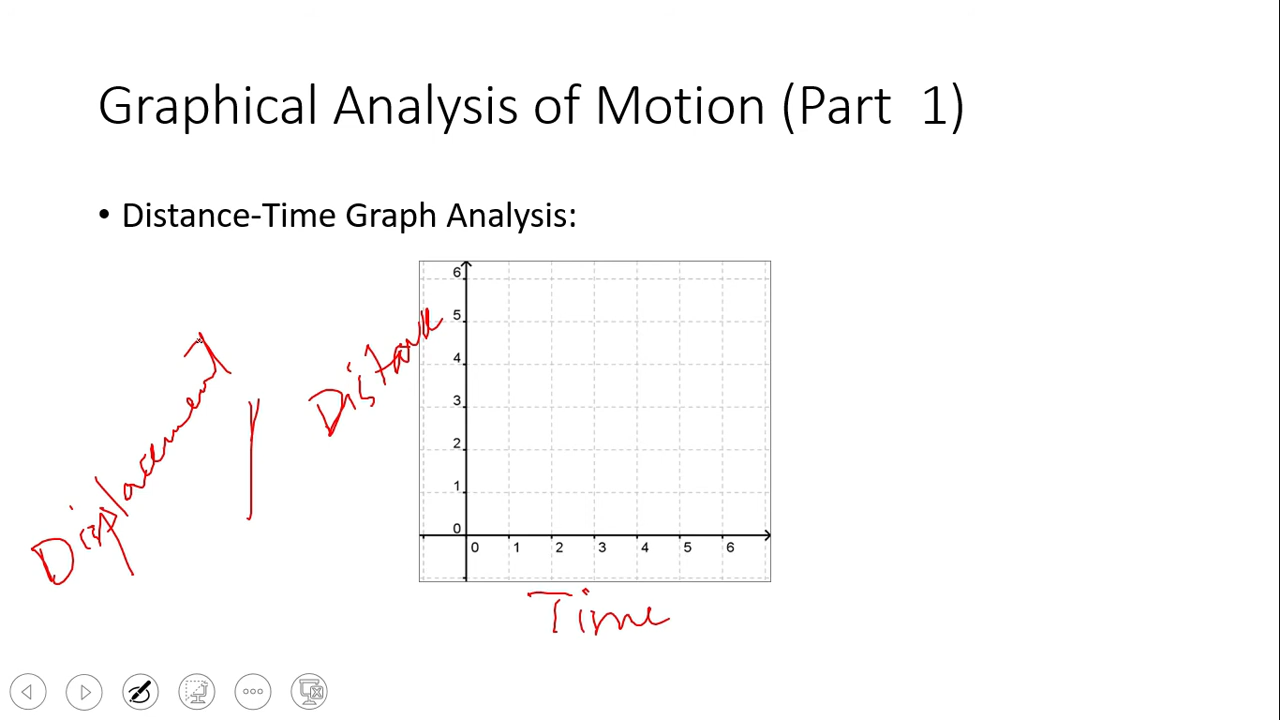 Graphical Analysis of Motion (Part 1)
• Distance-Time Graph Analysis:
6
5
4
3
2
1
0
0 1 2 3 4 5 6
Displacement / Distance
Time